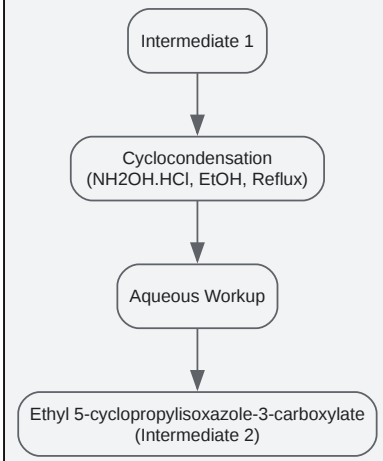 Intermediate 1
Cyclocondensation
(NH2OH.HCl, EtOH, Reflux)
Aqueous Workup
Ethyl 5-cyclopropylisoxazole-3-carboxylate
(Intermediate 2)